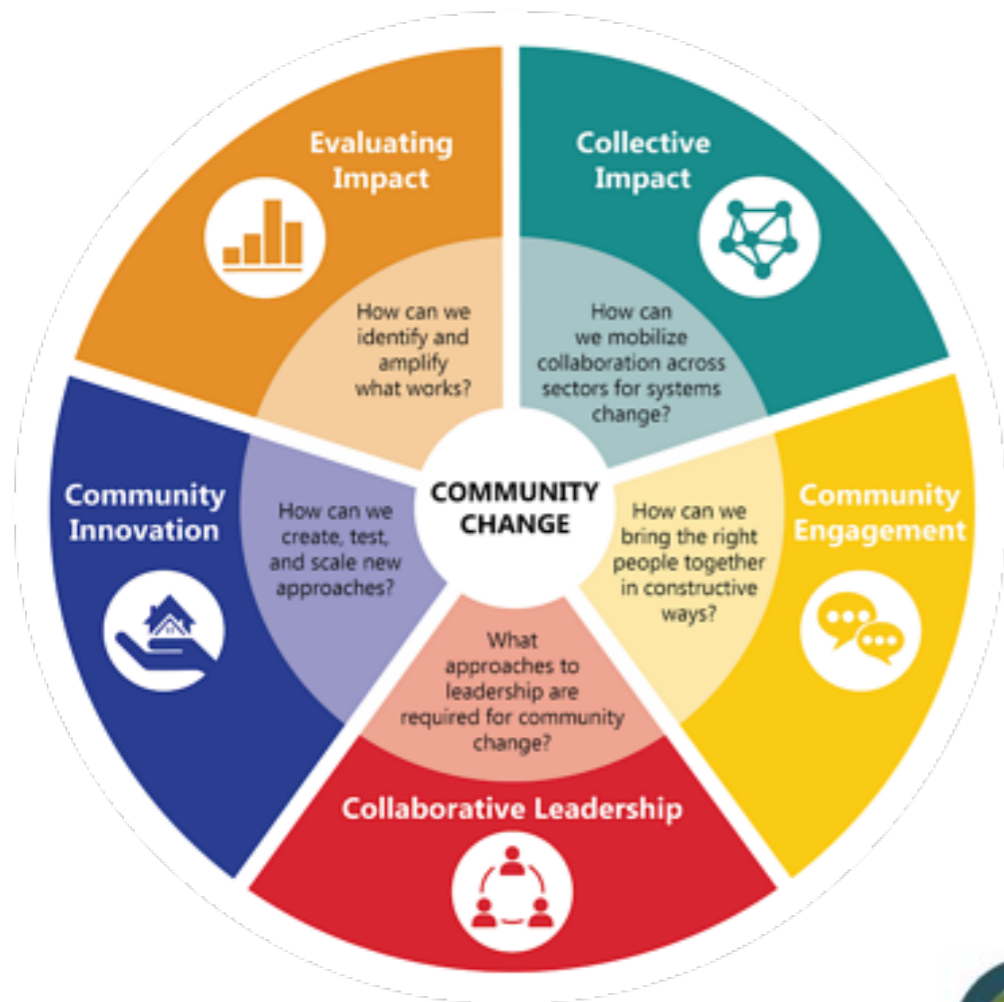 Evaluating
Impact
How can we
identify and
amplify
what works?
Collective
Impact
How can
we mobilize
collaboration across
sectors for systems
change?
Community
Innovation
How can we
create, test,
and scale new
approaches?
COMMUNITY
CHANGE
How can we
bring the right
people together
in constructive
ways?
Community
Engagement
What
approaches to
leadership are
required for community
change?
Collaborative Leadership